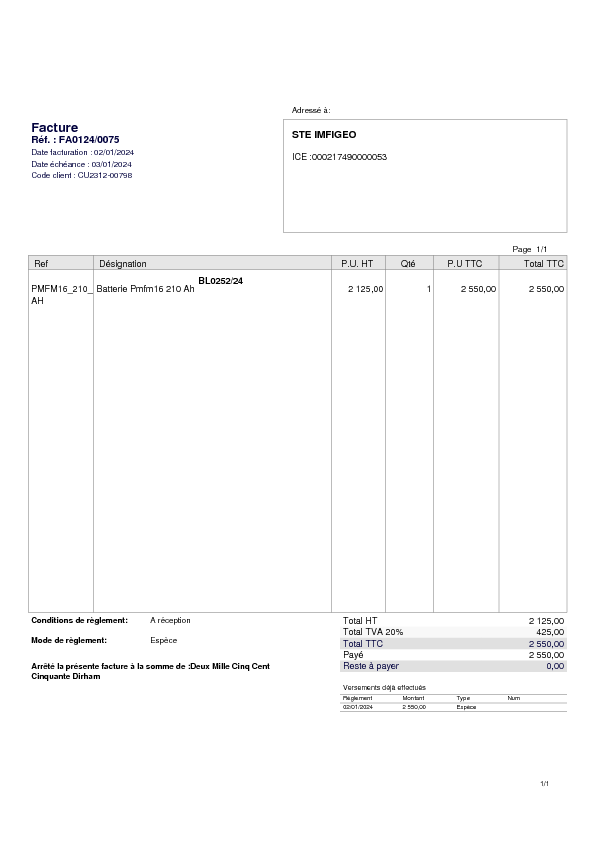 Adressé à:
Facture
Réf. : FA0124/0075
Date facturation : 02/01/2024
Date échéance : 03/01/2024
Code client : CU2312-00798
STE IMFIGEO
ICE :000217490000053
Page 1/1
Ref Désignation P.U. HT Qté P.U TTC Total TTC
BL0252/24
PMFM16_210_ Batterie Pmfm16 210 Ah 2 125,00 1 2 550,00 2 550,00
AH
Conditions de règlement: A réception
Mode de règlement: Espèce
Arrêté la présente facture à la somme de :Deux Mille Cinq Cent
Cinquante Dirham
Total HT 2 125,00
Total TVA 20% 425,00
Total TTC 2 550,00
Payé 2 550,00
Reste à payer 0,00
Versements déjà effectués
Règlement Montant Type Num
02/01/2024 2 550,00 Espèce
1/1